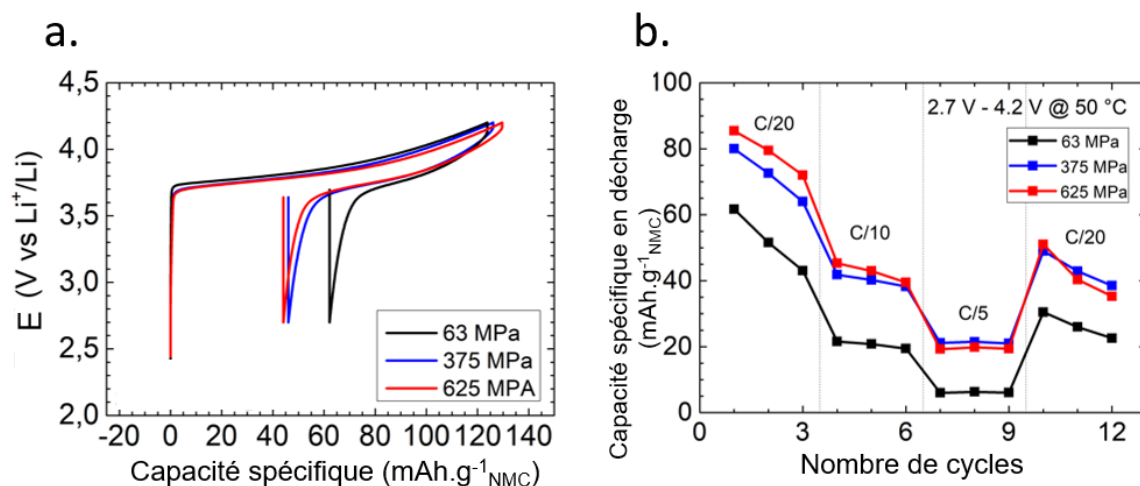 a.
4,5
4,0
3,5
3,0
2,5
2,0
E (V vs Li⁺/Li)
63 MPa
375 MPa
625 MPA
-20 0 20 40 60 80 100 120 140
Capacité spécifique (mAh.g⁻¹NMC)
b.
100
80
60
40
20
0
Capacité spécifique en décharge
(mAh.g⁻¹NMC)
2.7 V - 4.2 V @ 50 °C
C/20
63 MPa
375 MPa
625 MPa
C/10
C/20
C/5
0 3 6 9 12
Nombre de cycles